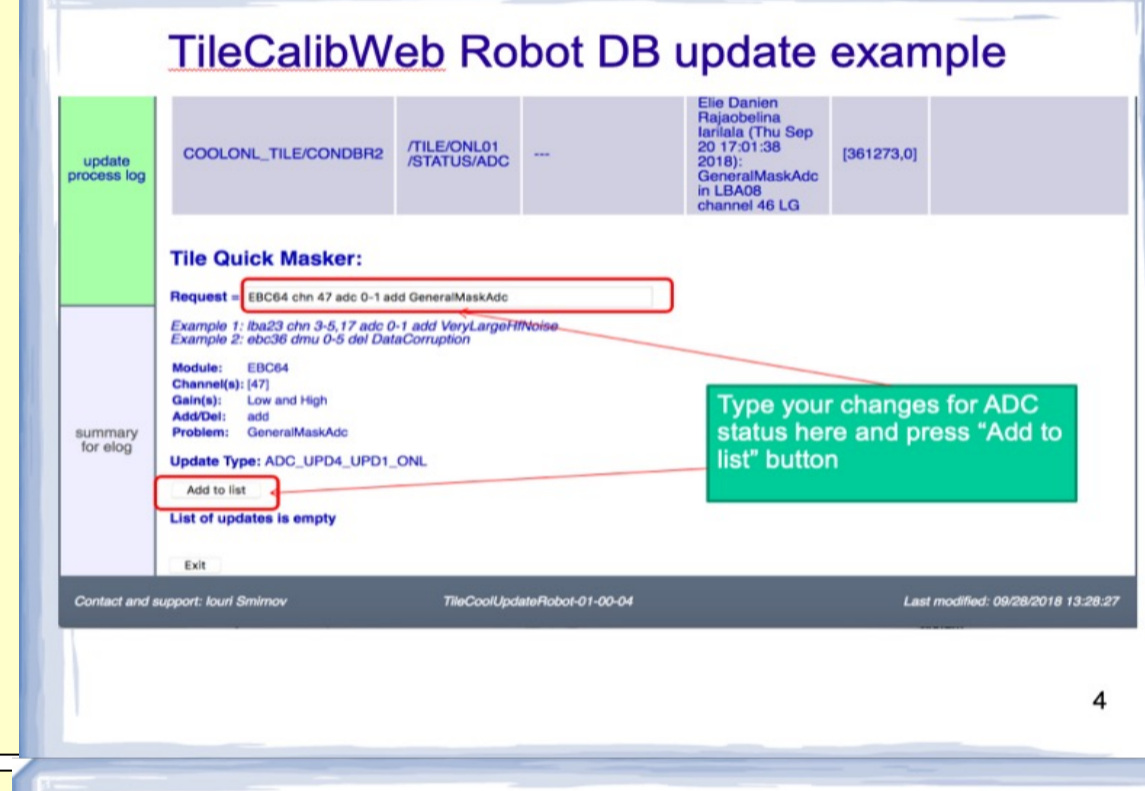 TileCalibWeb Robot DB update example
update
process log
COOLONL_TILE/CONDBR2
/TILE/ONL01
/STATUS/ADC
---
Elie Danien
Rajaobelina
Iarilala (Thu Sep
20 17:01:38
2018):
GeneralMaskAdc
in LBA08
channel 46 LG
[361273,0]
Tile Quick Masker:
Request = EBC64 chn 47 adc 0-1 add GeneralMaskAdc
Example 1: lba23 chn 3-5,17 adc 0-1 add VeryLargeHfNoise
Example 2: ebc36 dmu 0-5 del DataCorruption
Module: EBC64
Channel(s): [47]
Gain(s): Low and High
Add/Del: add
Problem: GeneralMaskAdc
Update Type: ADC_UPD4_UPD1_ONL
Add to list
List of updates is empty
Exit
summary
for elog
Type your changes for ADC
status here and press “Add to
list” button
Contact and support: Iouri Smirnov
TileCoolUpdateRobot-01-00-04
Last modified: 09/28/2018 13:28:27
4